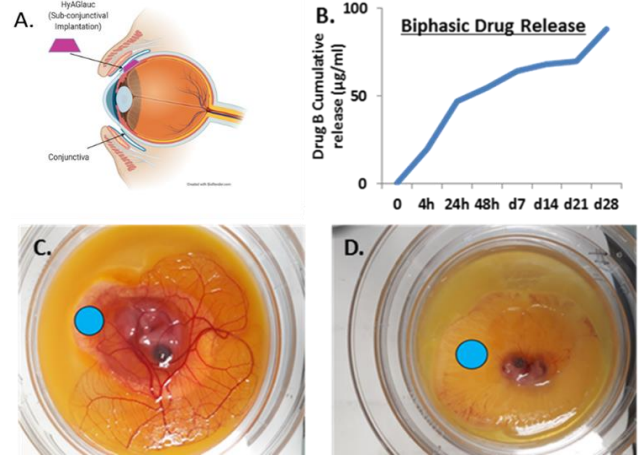 A.
HyAGlauc
(Sub-conjunctival
Implantation)
Conjunctiva
Created with BioRender.com
B.
Biphasic Drug Release
Drug B Cumulative
release (µg/ml)
100
50
0
0 4h 24h 48h d7 d14 d21 d28
C.
D.